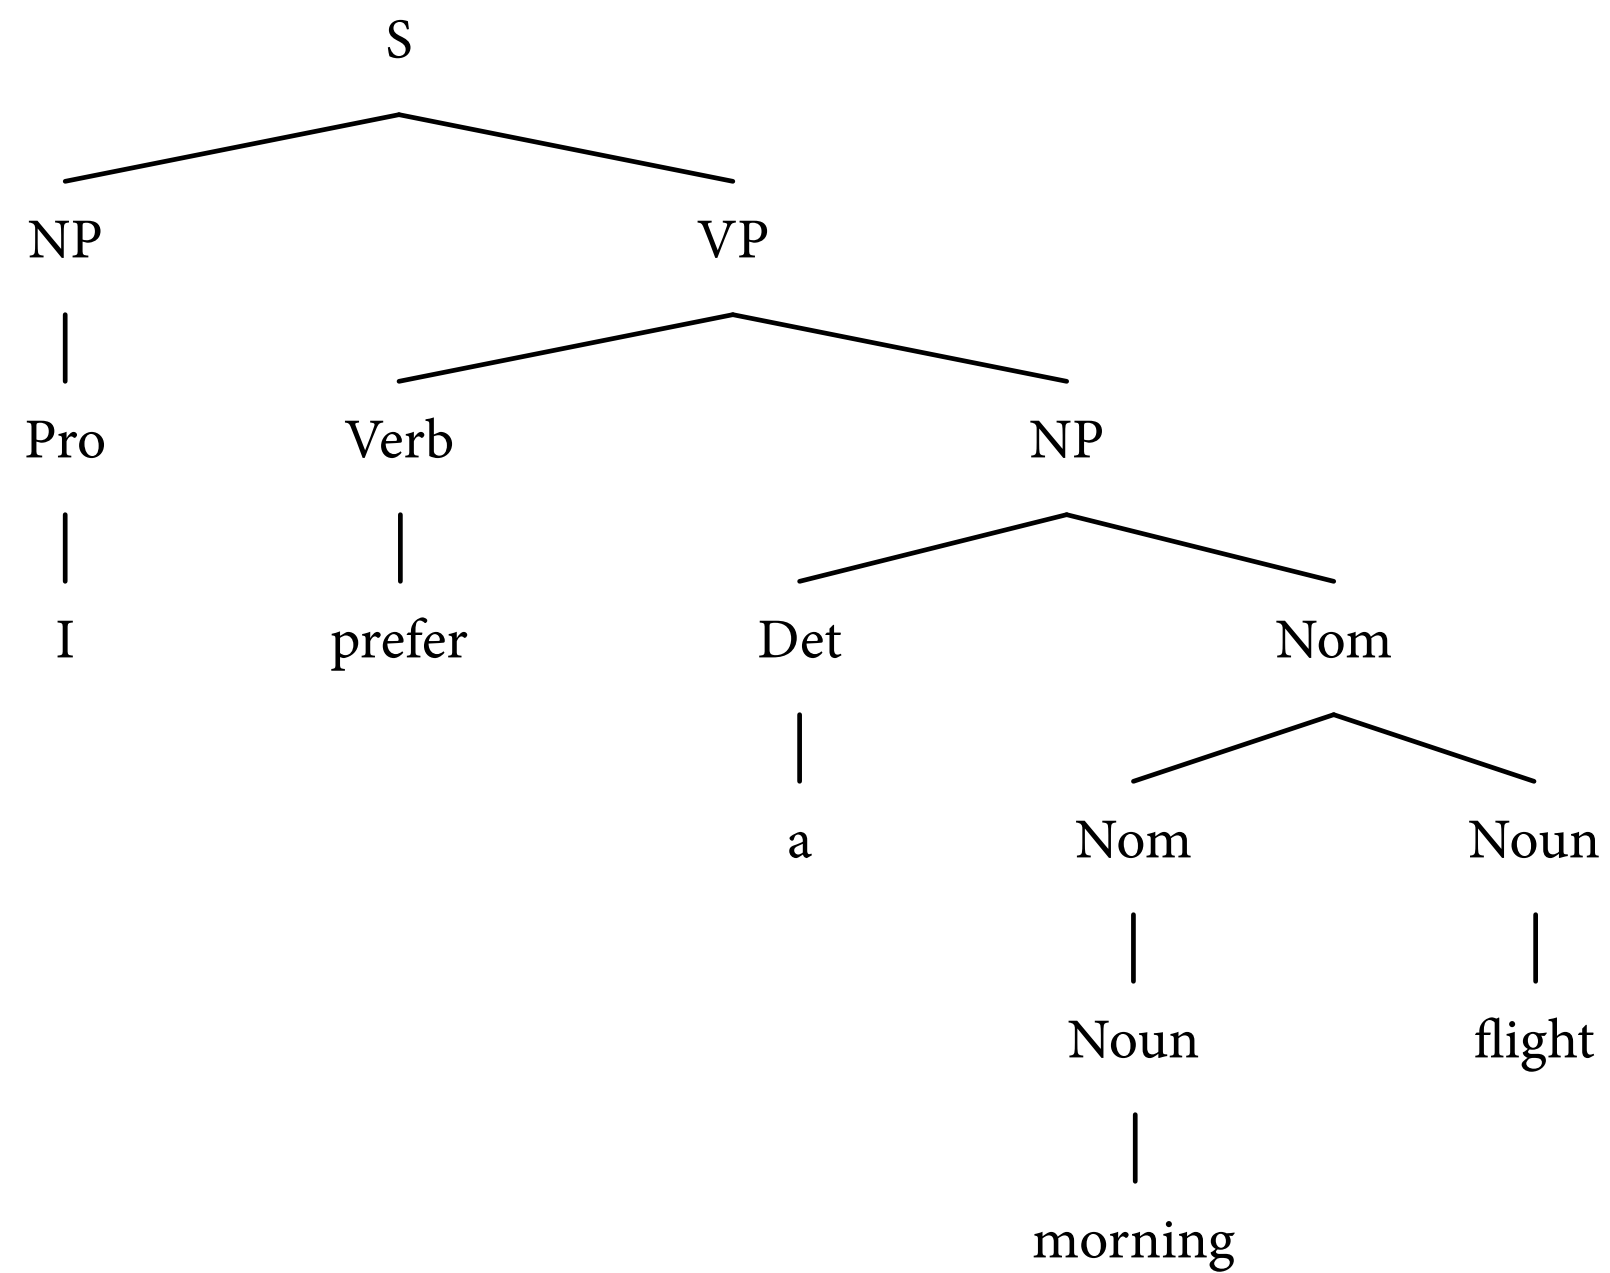 S
NP VP
Pro Verb NP
I prefer Det Nom
a Nom Noun
Noun flight
morning